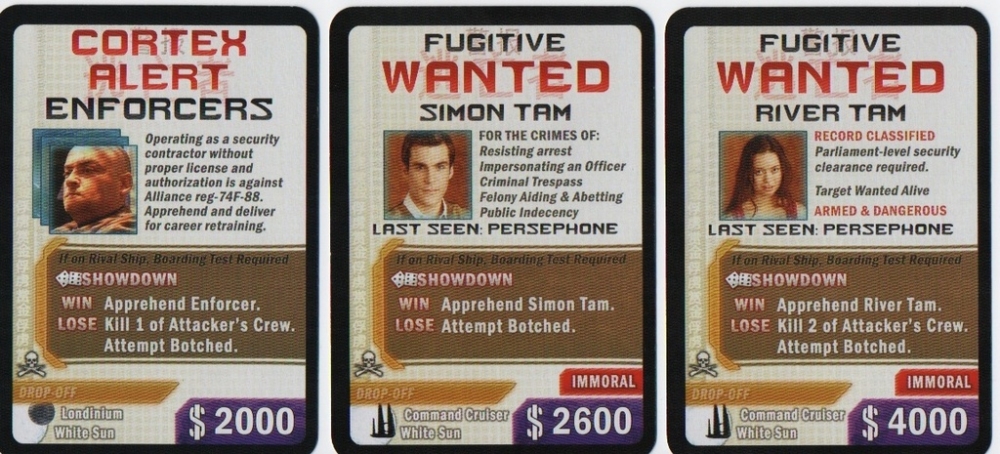 CORTEX
ALERT
ENFORCERS
Operating as a security
contractor without
proper license and
authorization is against
Alliance reg-74F-88.
Apprehend and deliver
for career retraining.
If on Rival Ship, Boarding Test Required
SHOWDOWN
WIN Apprehend Enforcer.
LOSE Kill 1 of Attacker's Crew.
Attempt Botched.
DROP-OFF
Londinium
White Sun
$ 2000
FUGITIVE
WANTED
SIMON TAM
FOR THE CRIMES OF:
Resisting arrest
Impersonating an Officer
Criminal Trespass
Felony Aiding & Abetting
Public Indecency
LAST SEEN: PERSEPHONE
If on Rival Ship, Boarding Test Required
SHOWDOWN
WIN Apprehend Simon Tam.
LOSE Attempt Botched.
IMMORAL
DROP-OFF
Command Cruiser
White Sun
$ 2600
FUGITIVE
WANTED
RIVER TAM
RECORD CLASSIFIED
Parliament-level security
clearance required.
Target Wanted Alive
ARMED & DANGEROUS
LAST SEEN: PERSEPHONE
If on Rival Ship, Boarding Test Required
SHOWDOWN
WIN Apprehend River Tam.
LOSE Kill 2 of Attacker's Crew.
Attempt Botched.
IMMORAL
DROP-OFF
Command Cruiser
White Sun
$ 4000